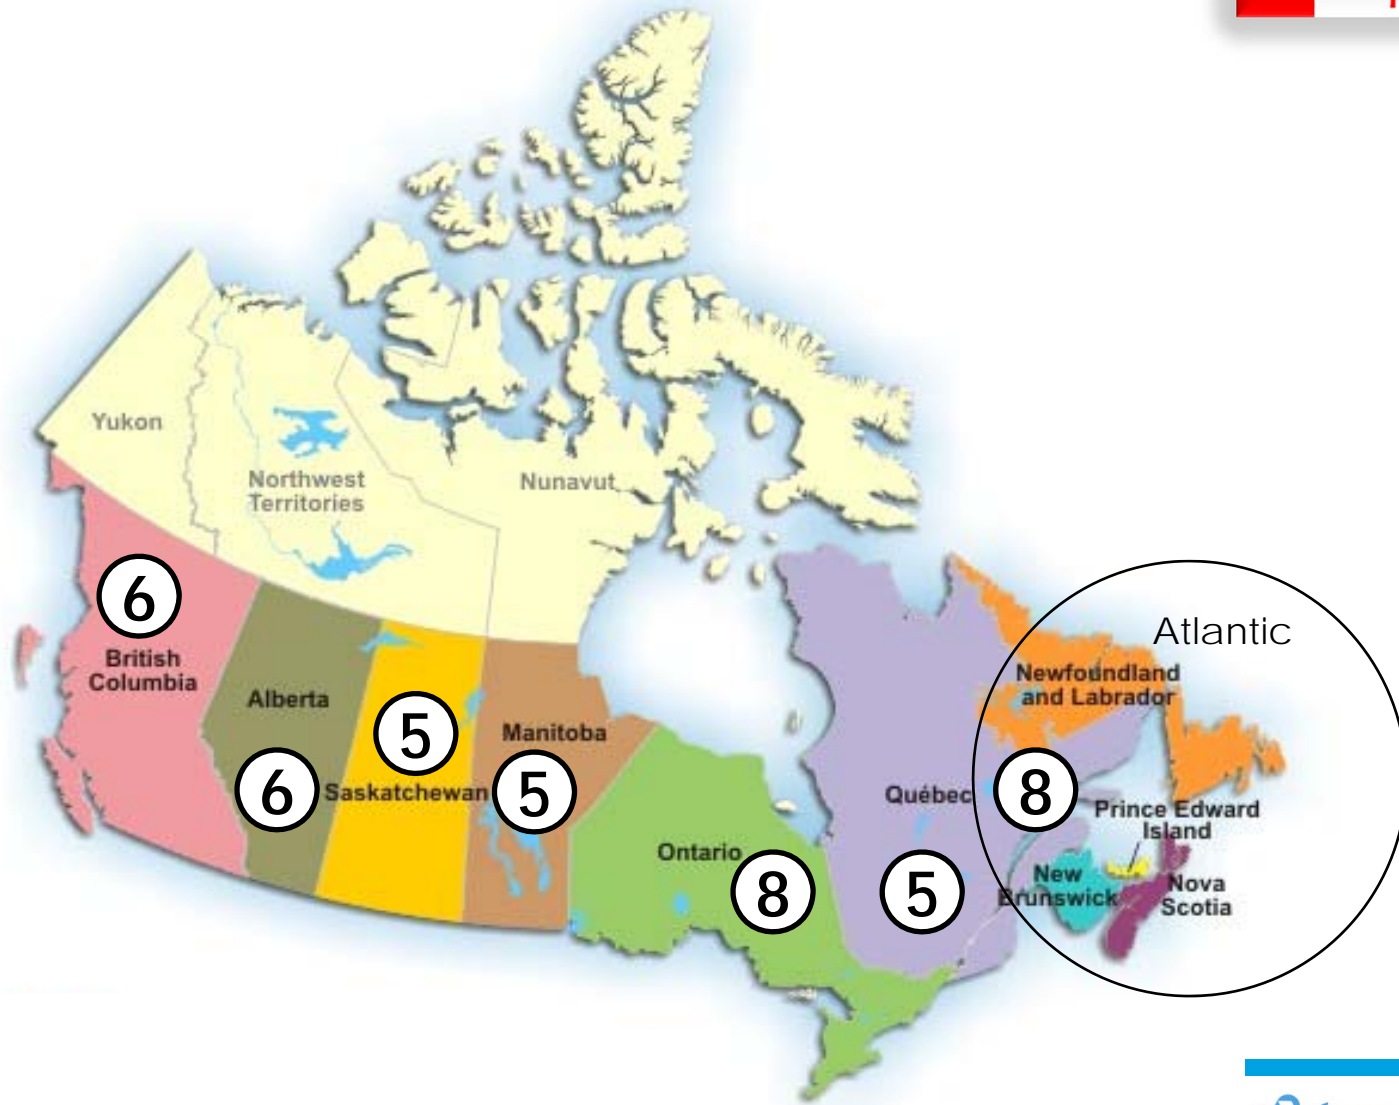 Yukon
Northwest
Territories
Nunavut
6
British
Columbia
Alberta
6
5
Saskatchewan
Manitoba
5
Ontario
8
Québec
5
Atlantic
Newfoundland
and Labrador
8
Prince Edward
Island
New
Brunswick
Nova
Scotia